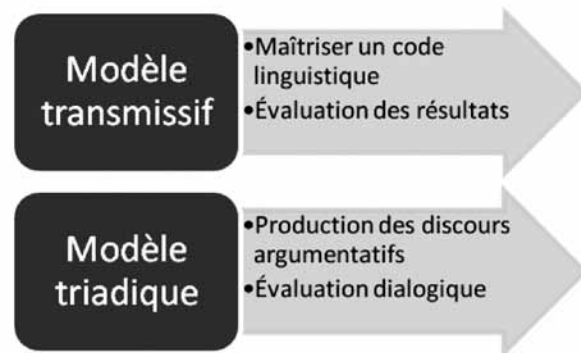 Modèle
transmissif
•Maîtriser un code
linguistique
•Évaluation des résultats
Modèle
triadique
•Production des discours
argumentatifs
•Évaluation dialogique